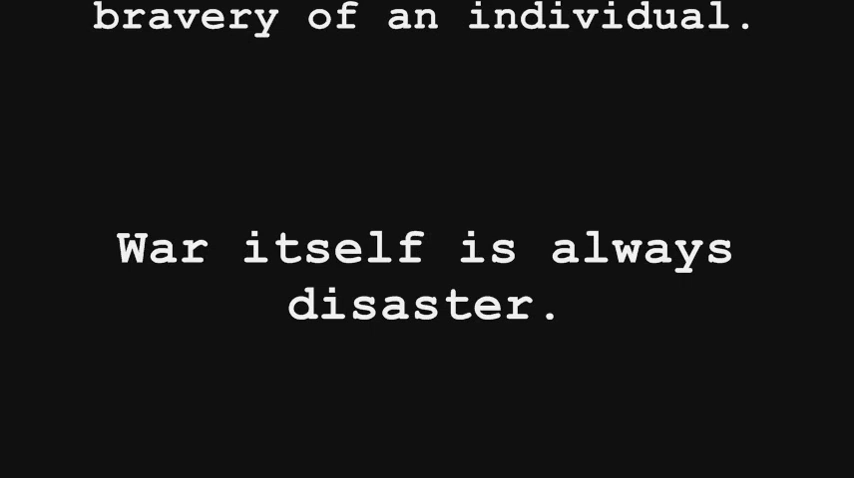 bravery of an individual.
War itself is always
disaster.